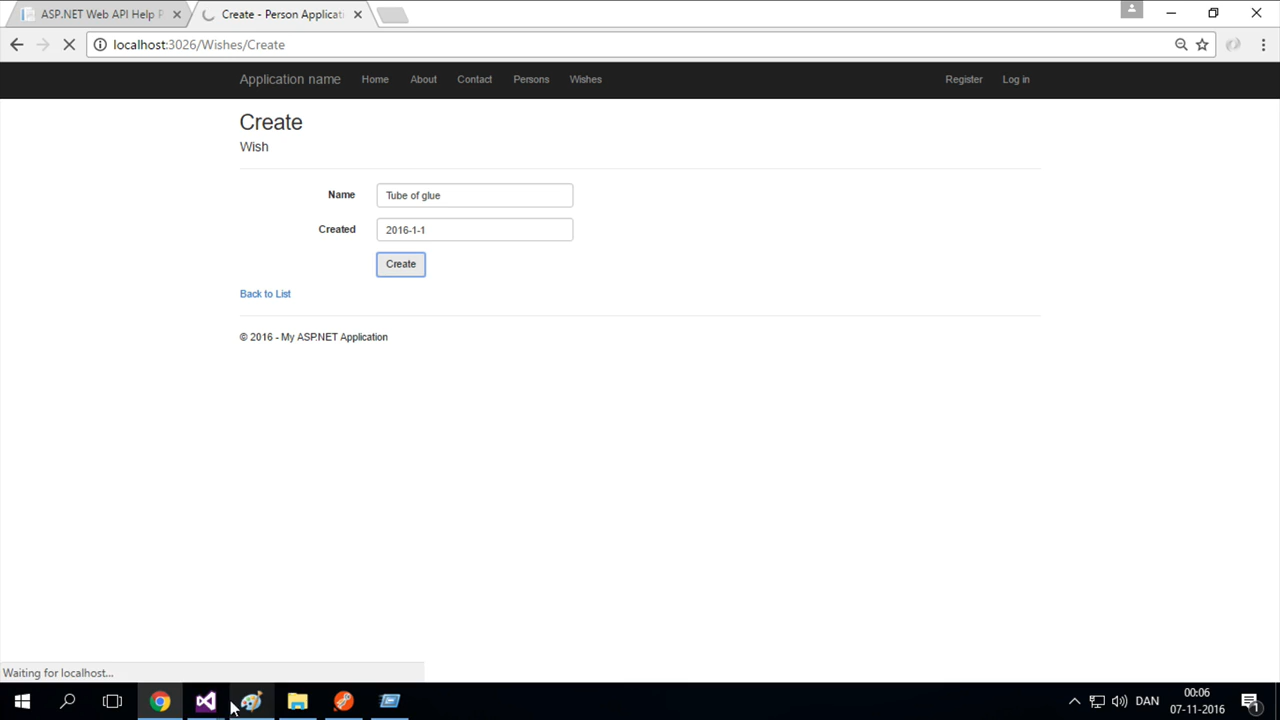 ASP.NET Web API Help P
Create - Person Applicati
localhost:3026/Wishes/Create
Application name Home About Contact Persons Wishes Register Log in
Create
Wish
Name Tube of glue
Created 2016-1-1
Create
Back to List
© 2016 - My ASP.NET Application
Waiting for localhost...
DAN
00:06
07-11-2016
1